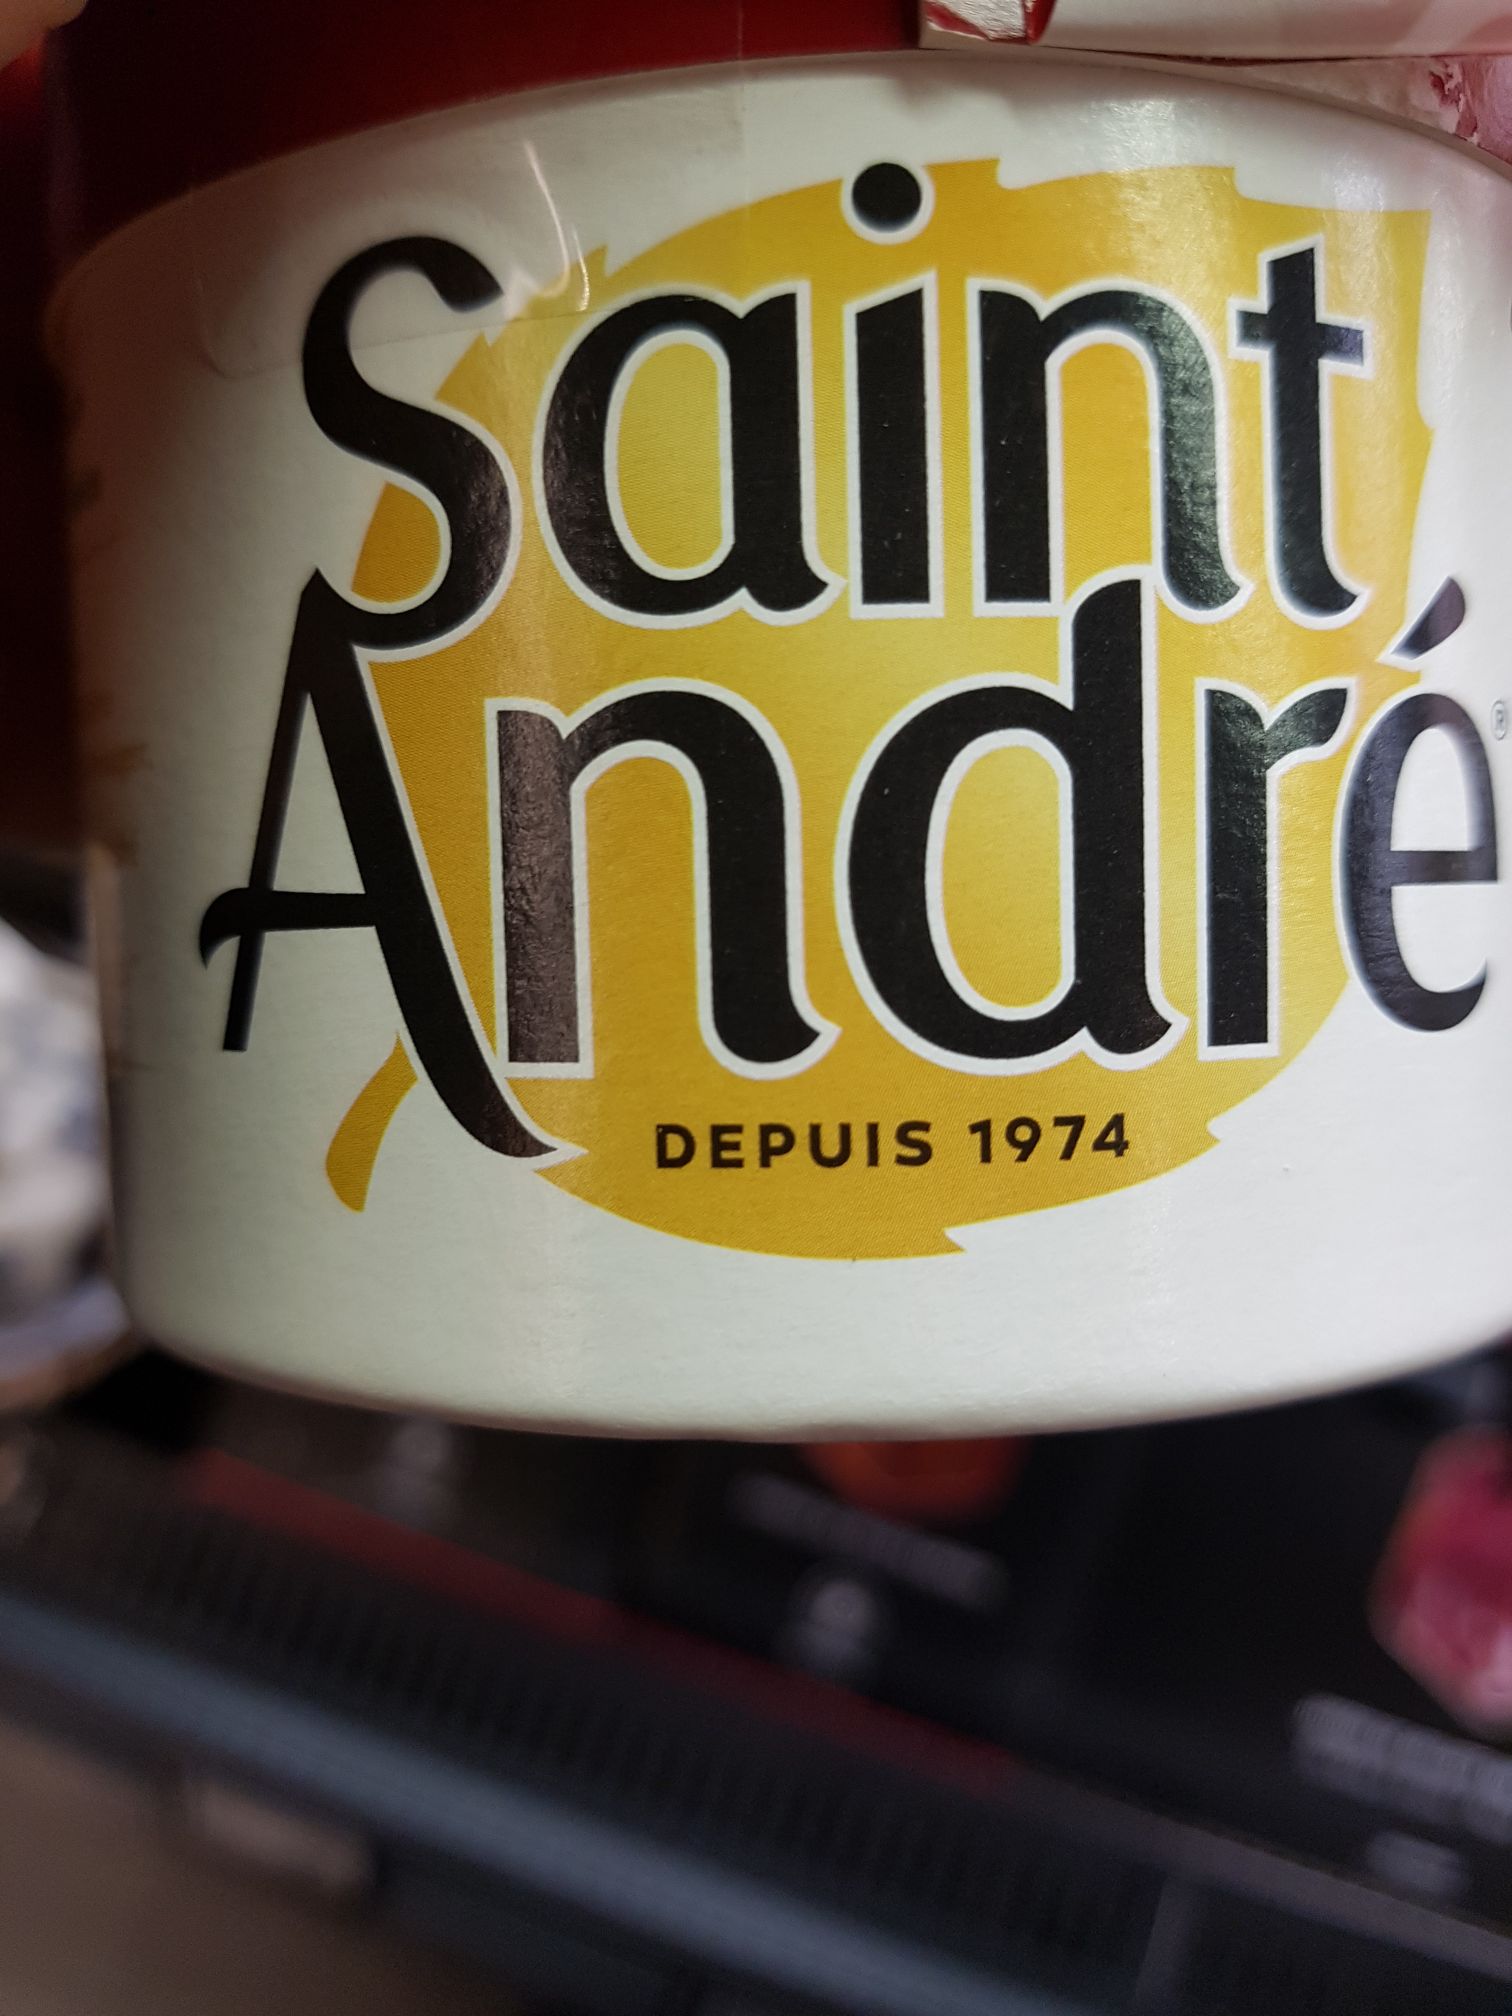 Saint
André®
DEPUIS 1974